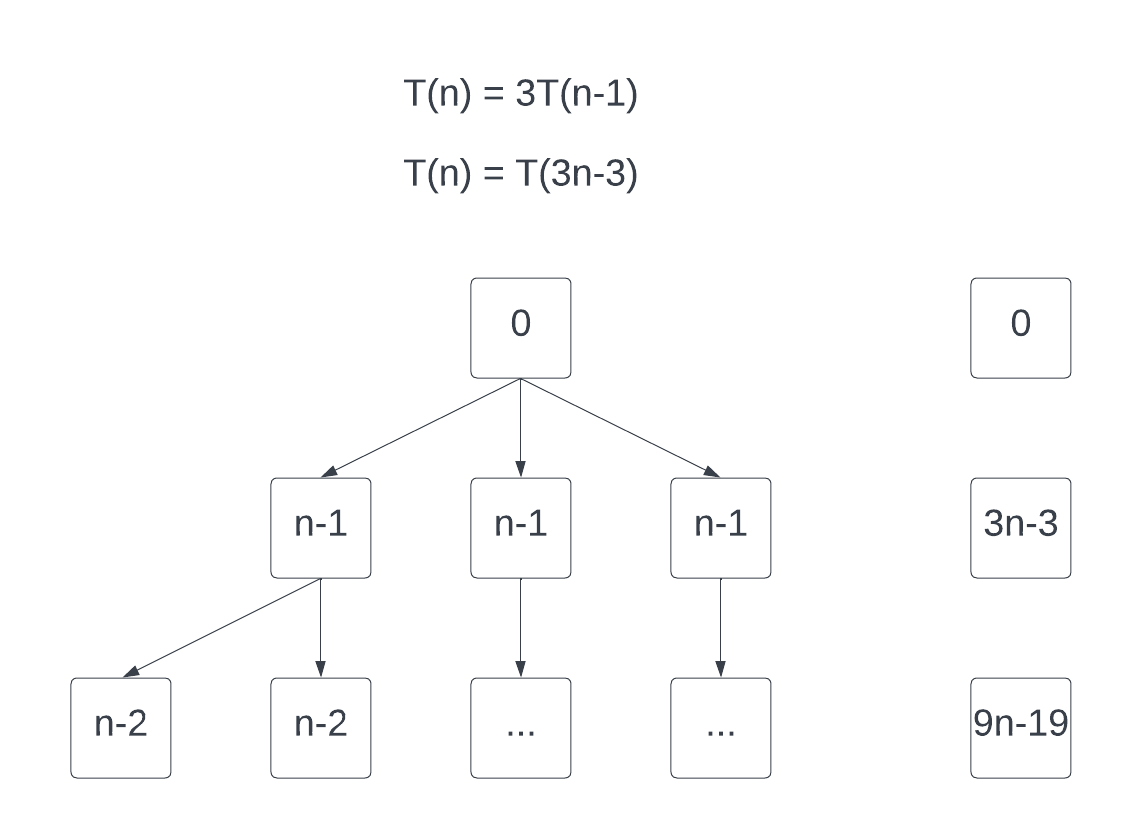 T(n) = 3T(n-1)
T(n) = T(3n-3)
0 0
n-1 n-1 n-1 3n-3
n-2 n-2 ... ... 9n-19